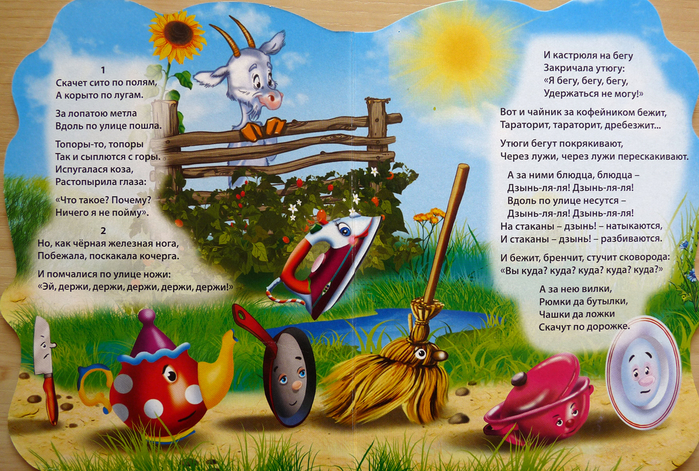 1
Скачет сито по полям,
А корыто по лугам.
За лопатою метла
Вдоль по улице пошла.
Топоры-то, топоры
Так и сыплются с горы.
Испугалася коза,
Растопырила глаза:
«Что такое? Почему?
Ничего я не пойму».
2
Но, как чёрная железная нога,
Побежала, поскакала кочерга.
И помчалися по улице ножи:
«Эй, держи, держи, держи, держи, держи!»
И кастрюля на бегу
Закричала утюгу:
«Я бегу, бегу, бегу,
Удержаться не могу!»
Вот и чайник за кофейником бежит,
Тараторит, тараторит, дребезжит...
Утюги бегут покрякивают,
Через лужи, через лужи перескакивают.
А за ними блюдца, блюдца –
Дзынь-ля-ля! Дзынь-ля-ля!
Вдоль по улице несутся –
Дзынь-ля-ля! Дзынь-ля-ля!
На стаканы – дзынь! – натыкаются,
И стаканы – дзынь! – разбиваются.
И бежит, бренчит, стучит сковорода:
«Вы куда? куда? куда? куда? куда?»
А за нею вилки,
Рюмки да бутылки,
Чашки да ложки
Скачут по дорожке.